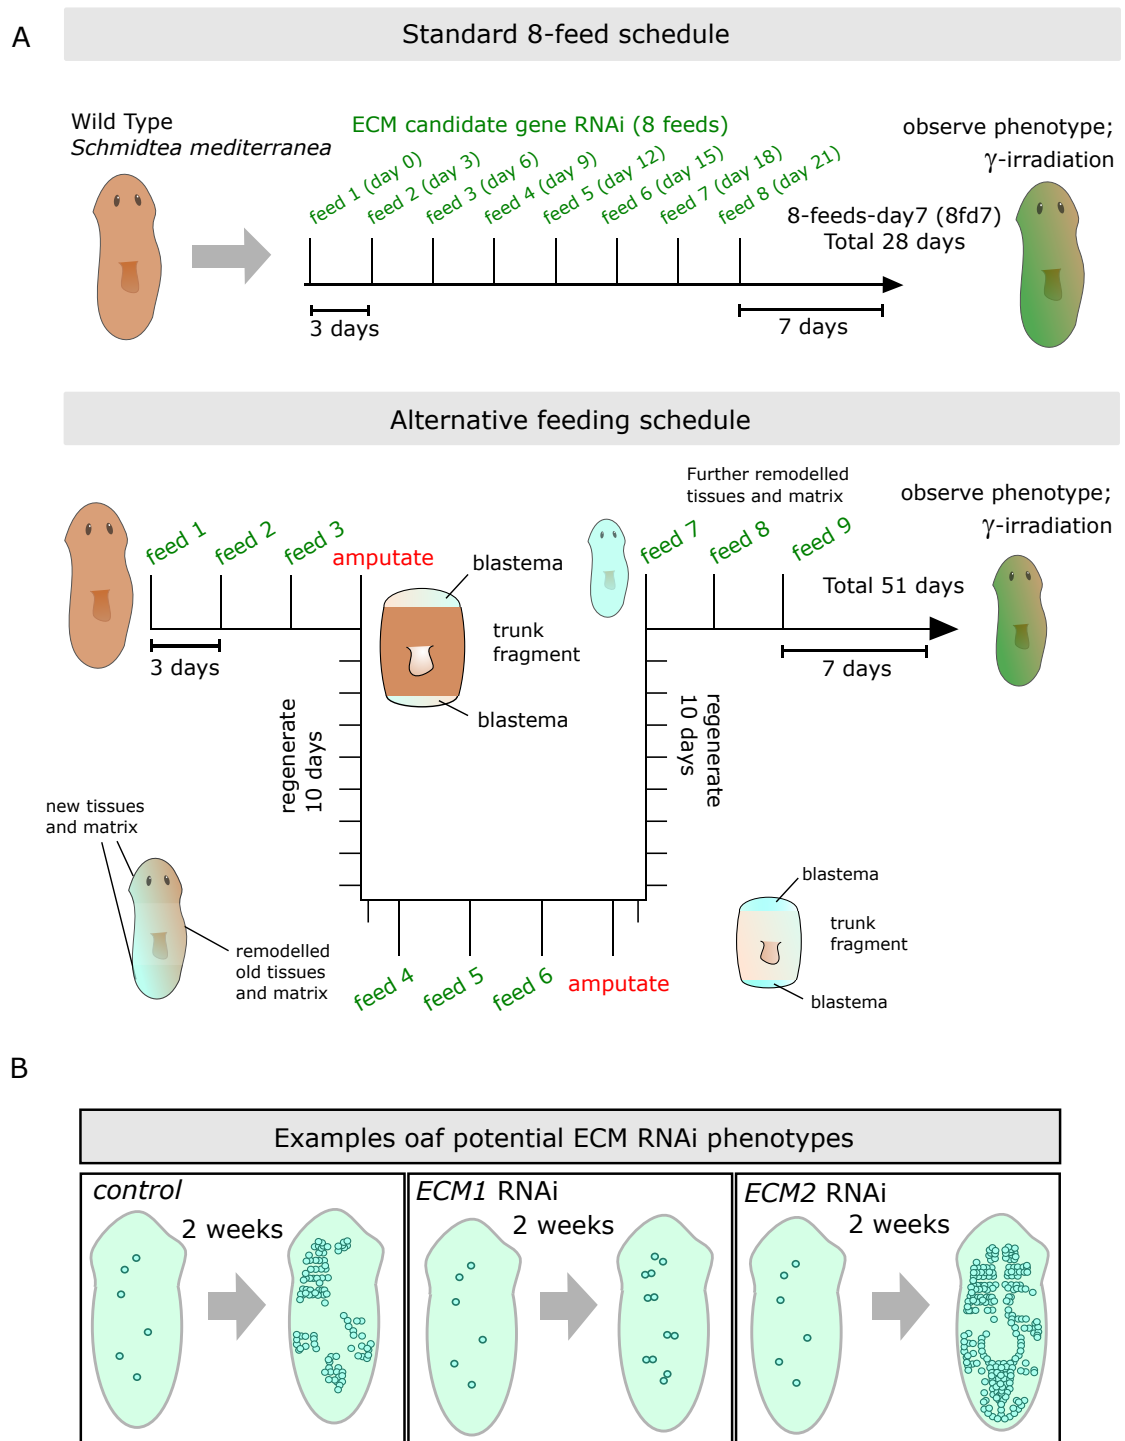 A
Standard 8-feed schedule
Wild Type
Schmidtea mediterranea
ECM candidate gene RNAi (8 feeds)
feed 1 (day 0)
feed 2 (day 3)
feed 3 (day 6)
feed 4 (day 9)
feed 5 (day 12)
feed 6 (day 15)
feed 7 (day 18)
feed 8 (day 21)
3 days
8-feeds-day7 (8fd7)
Total 28 days
7 days
observe phenotype;
γ-irradiation
Alternative feeding schedule
feed 1
feed 2
feed 3
amputate
3 days
blastema
trunk
fragment
blastema
regenerate
10 days
new tissues
and matrix
remodelled
old tissues
and matrix
feed 4
feed 5
feed 6
amputate
blastema
trunk
fragment
blastema
regenerate
10 days
Further remodelled
tissues and matrix
feed 7
feed 8
feed 9
Total 51 days
7 days
observe phenotype;
γ-irradiation
B
Examples oaf potential ECM RNAi phenotypes
control
2 weeks
ECM1 RNAi
2 weeks
ECM2 RNAi
2 weeks